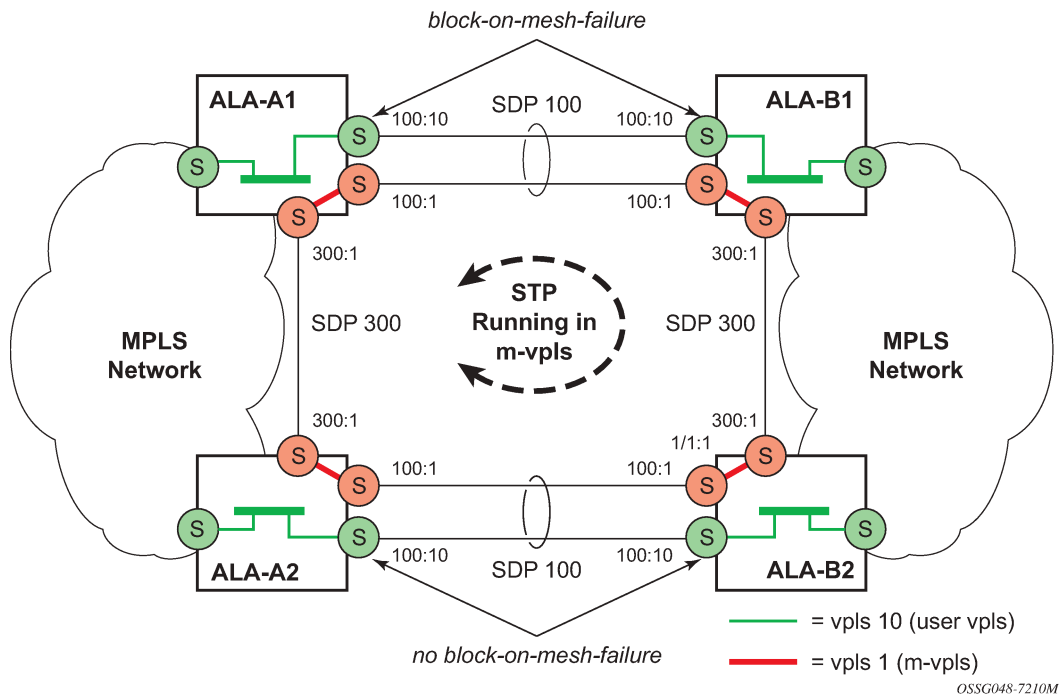 block-on-mesh-failure
ALA-A1
ALA-B1
SDP 100
100:10
100:10
S
S
S
S
S
S
100:1
100:1
S
S
300:1
300:1
STP
Running in
m-vpls
SDP 300
SDP 300
MPLS
Network
MPLS
Network
300:1
300:1
1/1:1
S
S
100:1
100:1
S
S
S
S
S
S
100:10
100:10
SDP 100
ALA-A2
ALA-B2
no block-on-mesh-failure
= vpls 10 (user vpls)
= vpls 1 (m-vpls)
OSSG048-7210M